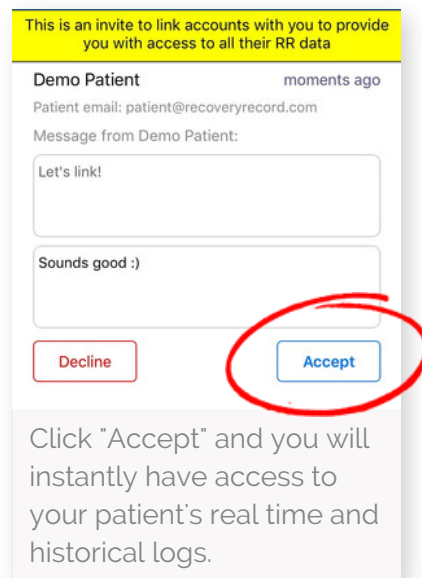 This is an invite to link accounts with you to provide
you with access to all their RR data
Demo Patient moments ago
Patient email: patient@recoveryrecord.com
Message from Demo Patient:
Let's link!
Sounds good :)
Decline Accept
Click "Accept" and you will
instantly have access to
your patient's real time and
historical logs.